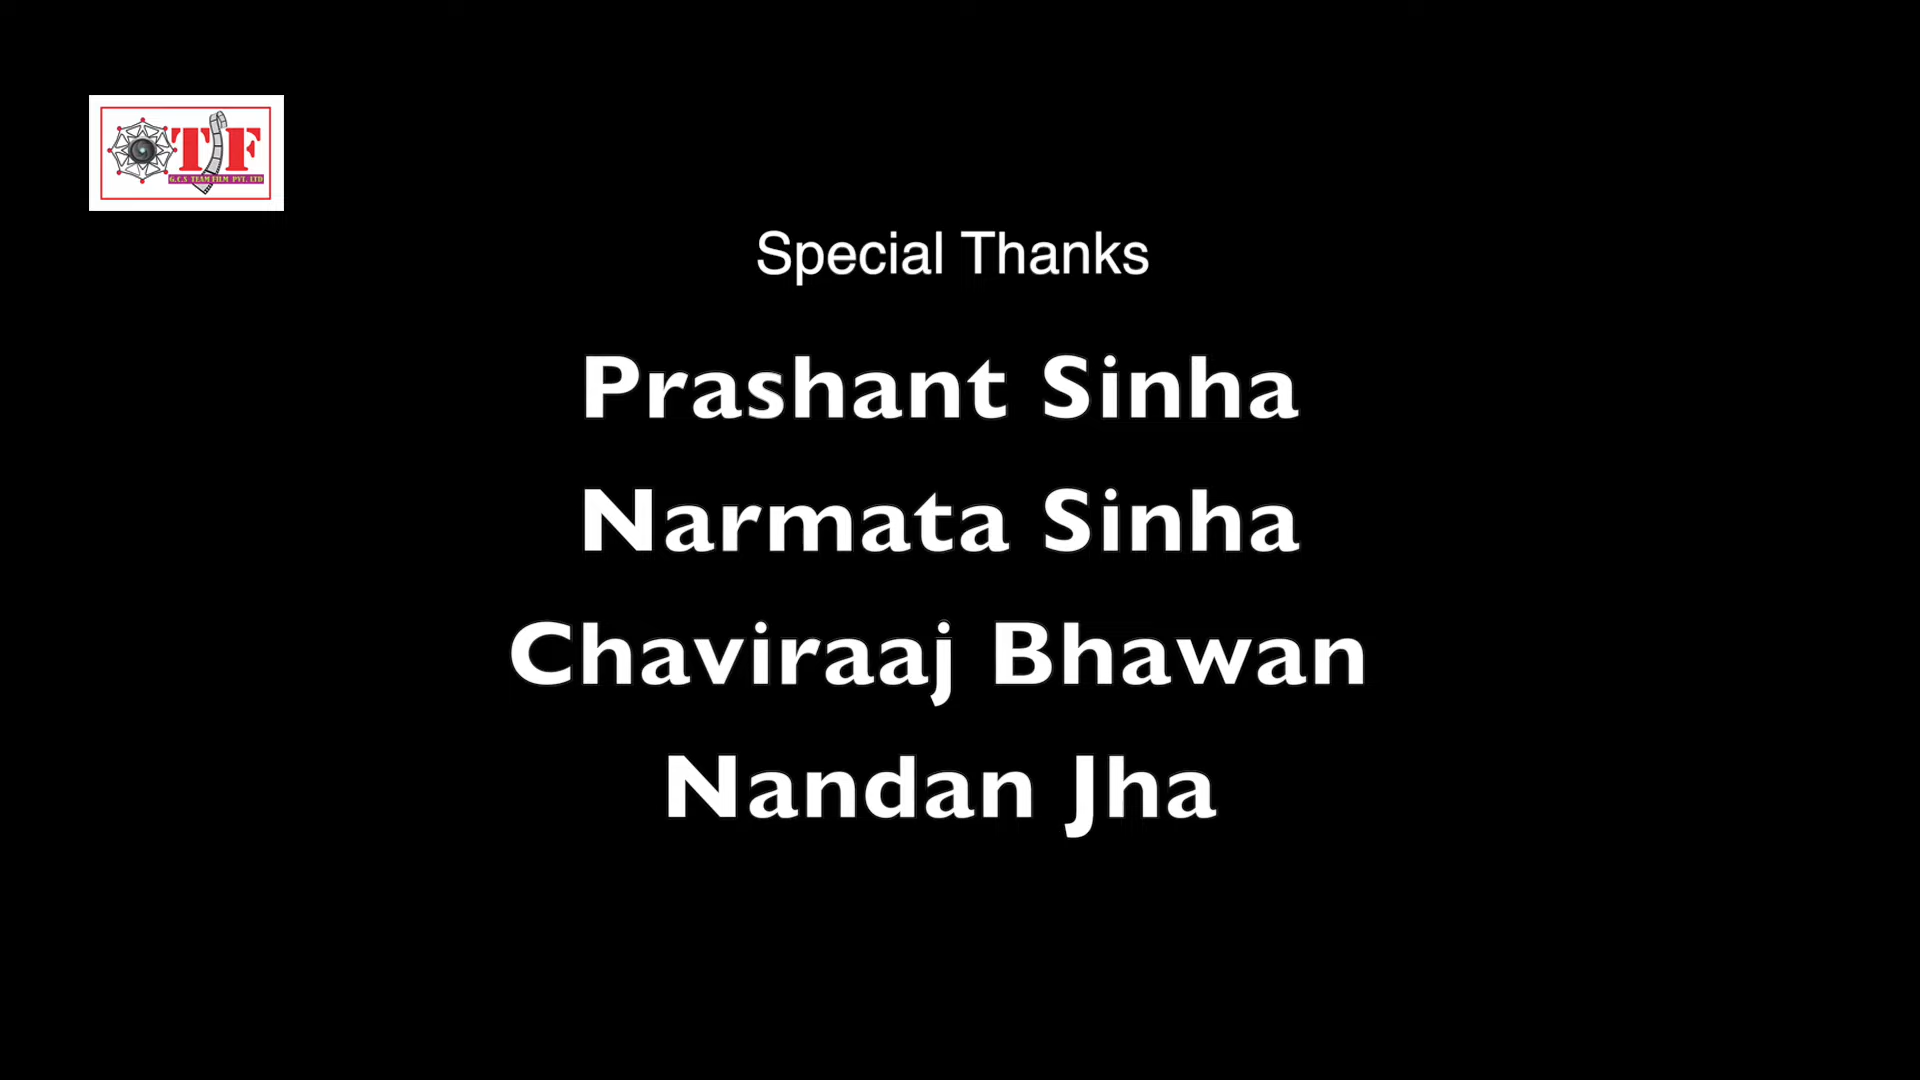 TF
G.C.S TEAM FILM PVT. LTD
Special Thanks
Prashant Sinha
Narmata Sinha
Chaviraaj Bhawan
Nandan Jha